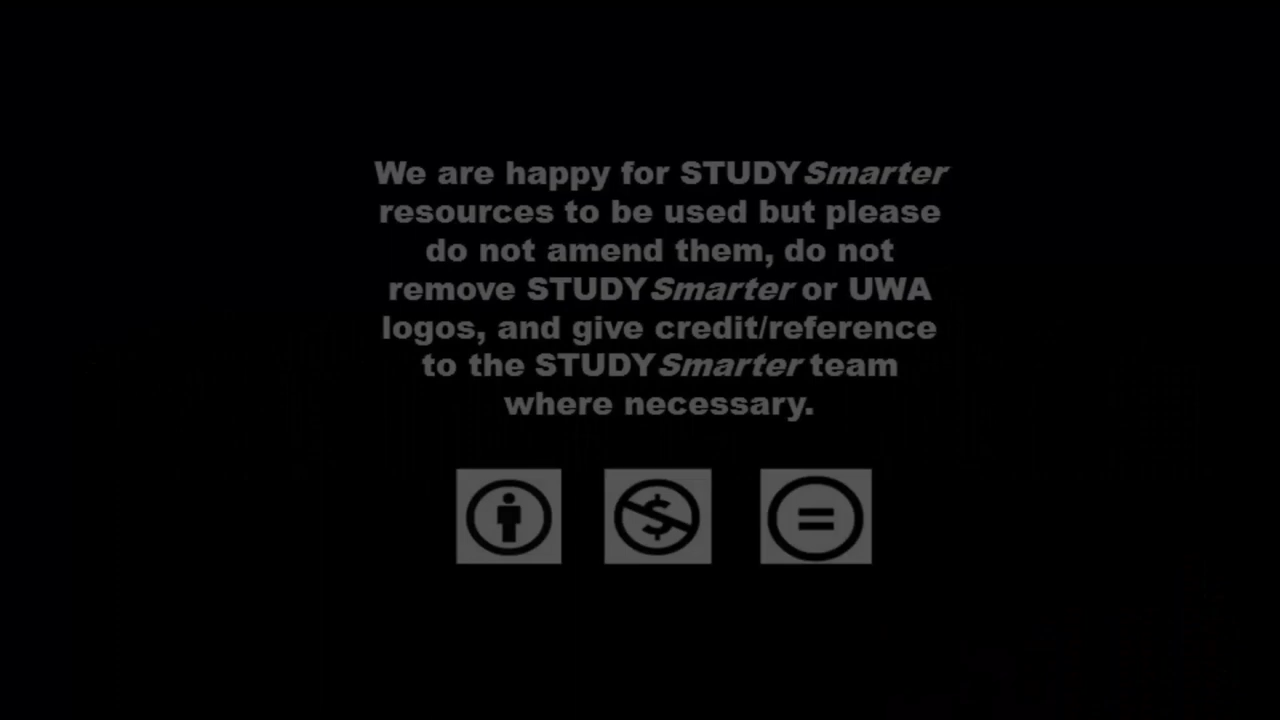 We are happy for STUDYSmarter
resources to be used but please
do not amend them, do not
remove STUDYSmarter or UWA
logos, and give credit/reference
to the STUDYSmarter team
where necessary.